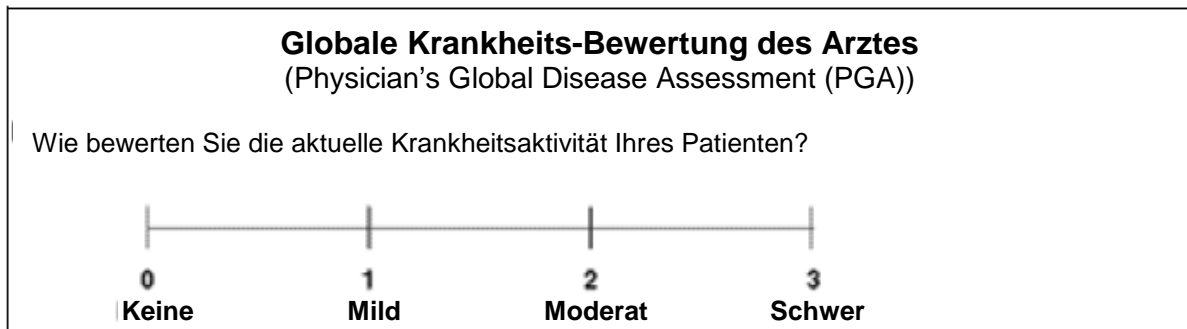 Globale Krankheits-Bewertung des Arztes
(Physician's Global Disease Assessment (PGA))
Wie bewerten Sie die aktuelle Krankheitsaktivität Ihres Patienten?
0 1 2 3
Keine Mild Moderat Schwer